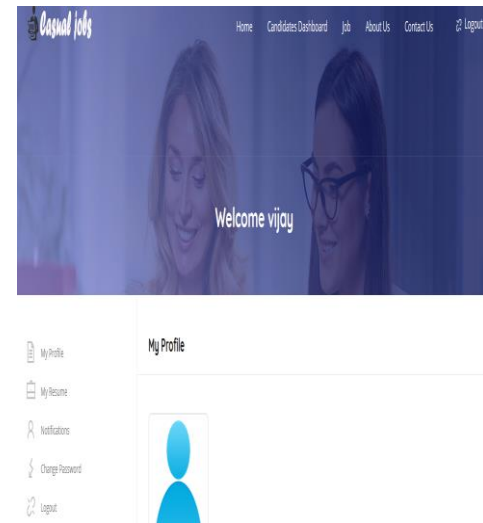 Casual jobs
Home Candidates Dashboard Job About Us Contact Us Logout
Welcome vijay
My Profile
My Profile
My Resume
Notifications
Change Password
Logout